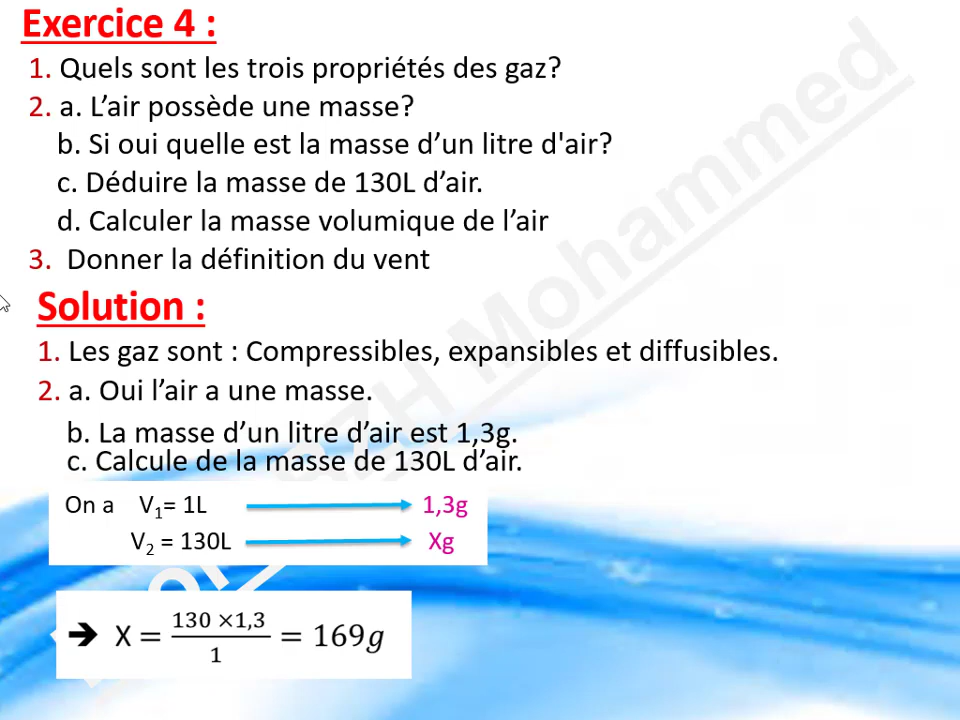 Exercice 4 :
1. Quels sont les trois propriétés des gaz?
2. a. L’air possède une masse?
b. Si oui quelle est la masse d’un litre d'air?
c. Déduire la masse de 130L d’air.
d. Calculer la masse volumique de l’air
3. Donner la définition du vent
Solution :
1. Les gaz sont : Compressibles, expansibles et diffusibles.
2. a. Oui l’air a une masse.
b. La masse d’un litre d’air est 1,3g.
c. Calcule de la masse de 130L d’air.
On a V₁= 1L 1,3g
V₂ = 130L Xg
➔ X = \frac{130 ×1,3}{1} = 169g
Mohammed